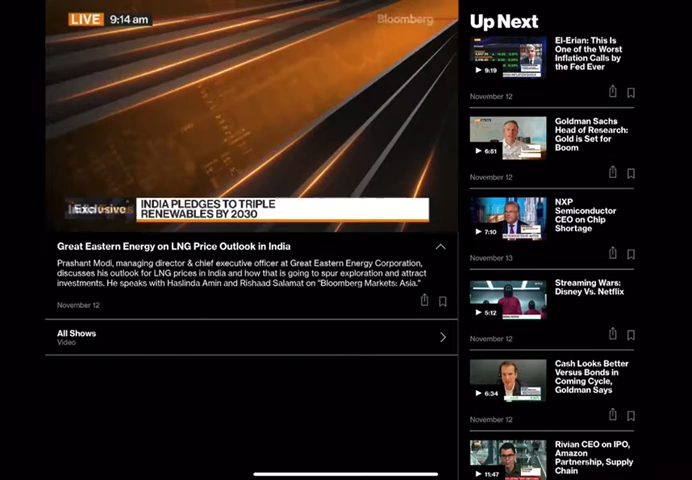 LIVE 9:14 am
Bloomberg
Exclusive
INDIA PLEDGES TO TRIPLE
RENEWABLES BY 2030
Great Eastern Energy on LNG Price Outlook in India
Prashant Modi, managing director & chief executive officer at Great Eastern Energy Corporation,
discusses his outlook for LNG prices in India and how that is going to spur exploration and attract
investments. He speaks with Haslinda Amin and Rishaad Salamat on "Bloomberg Markets: Asia."
November 12
All Shows
Video
Up Next
El-Erian: This Is
One of the Worst
Inflation Calls by
the Fed Ever
9:19
November 12
Goldman Sachs
Head of Research:
Gold is Set for
Boom
6:51
November 12
NXP
Semiconductor
CEO on Chip
Shortage
7:10
November 13
Streaming Wars:
Disney Vs. Netflix
5:12
November 12
Cash Looks Better
Versus Bonds in
Coming Cycle,
Goldman Says
6:34
November 12
Rivian CEO on IPO,
Amazon
Partnership, Supply
Chain
11:47